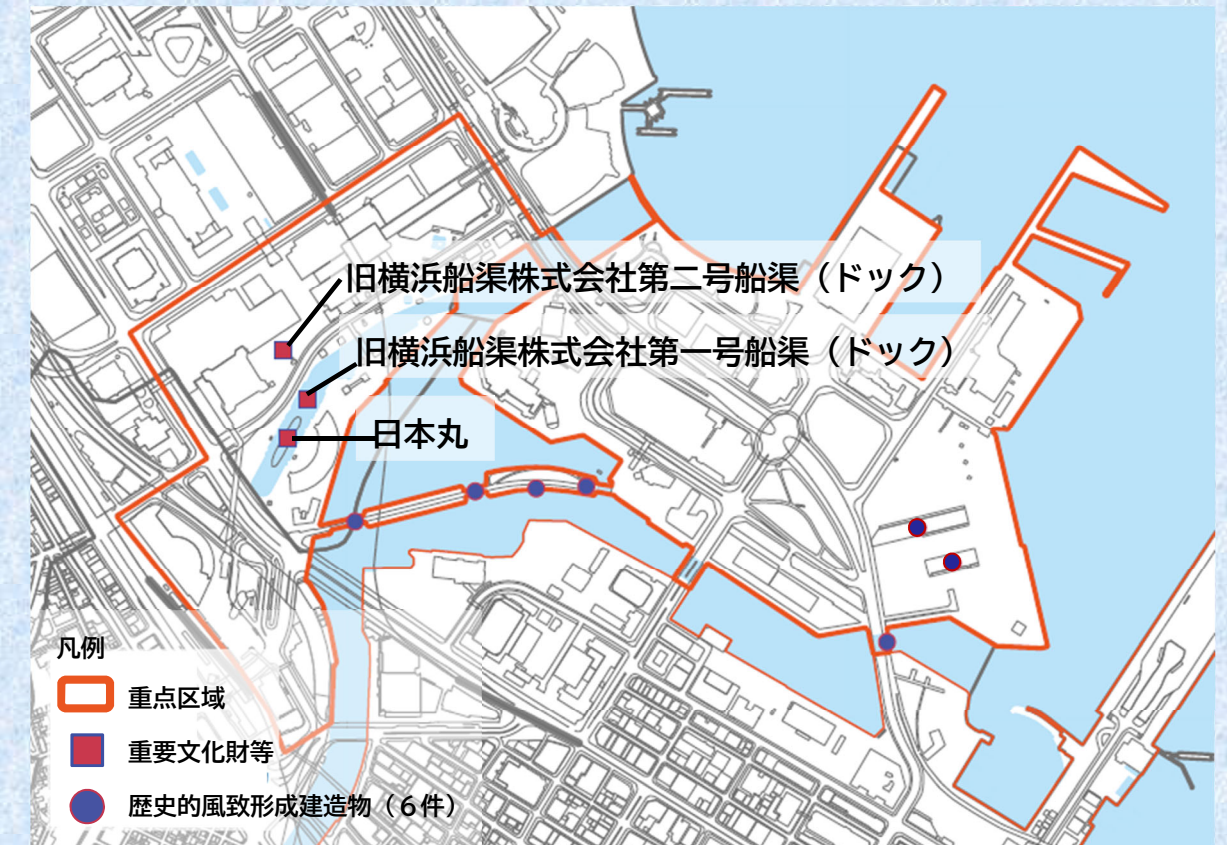 旧横浜船渠株式会社第二号船渠（ドック）
旧横浜船渠株式会社第一号船渠（ドック）
日本丸
凡例
重点区域
重要文化財等
歴史的風致形成建造物（６件）